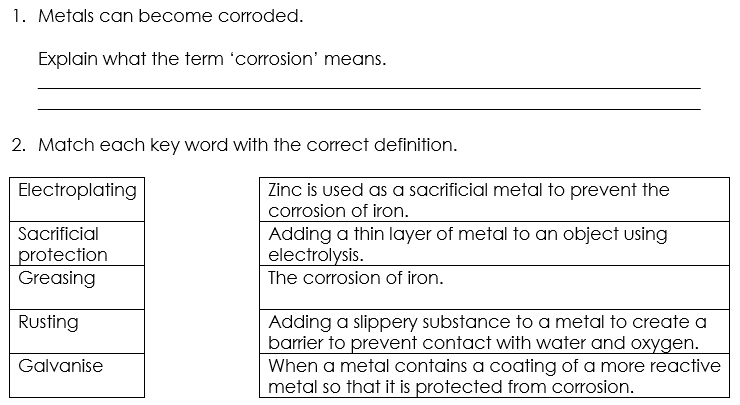 1. Metals can become corroded.
Explain what the term ‘corrosion’ means.
2. Match each key word with the correct definition.
Electroplating
Zinc is used as a sacrificial metal to prevent the
corrosion of iron.
Sacrificial
protection
Adding a thin layer of metal to an object using
electrolysis.
Greasing
The corrosion of iron.
Rusting
Adding a slippery substance to a metal to create a
barrier to prevent contact with water and oxygen.
Galvanise
When a metal contains a coating of a more reactive
metal so that it is protected from corrosion.